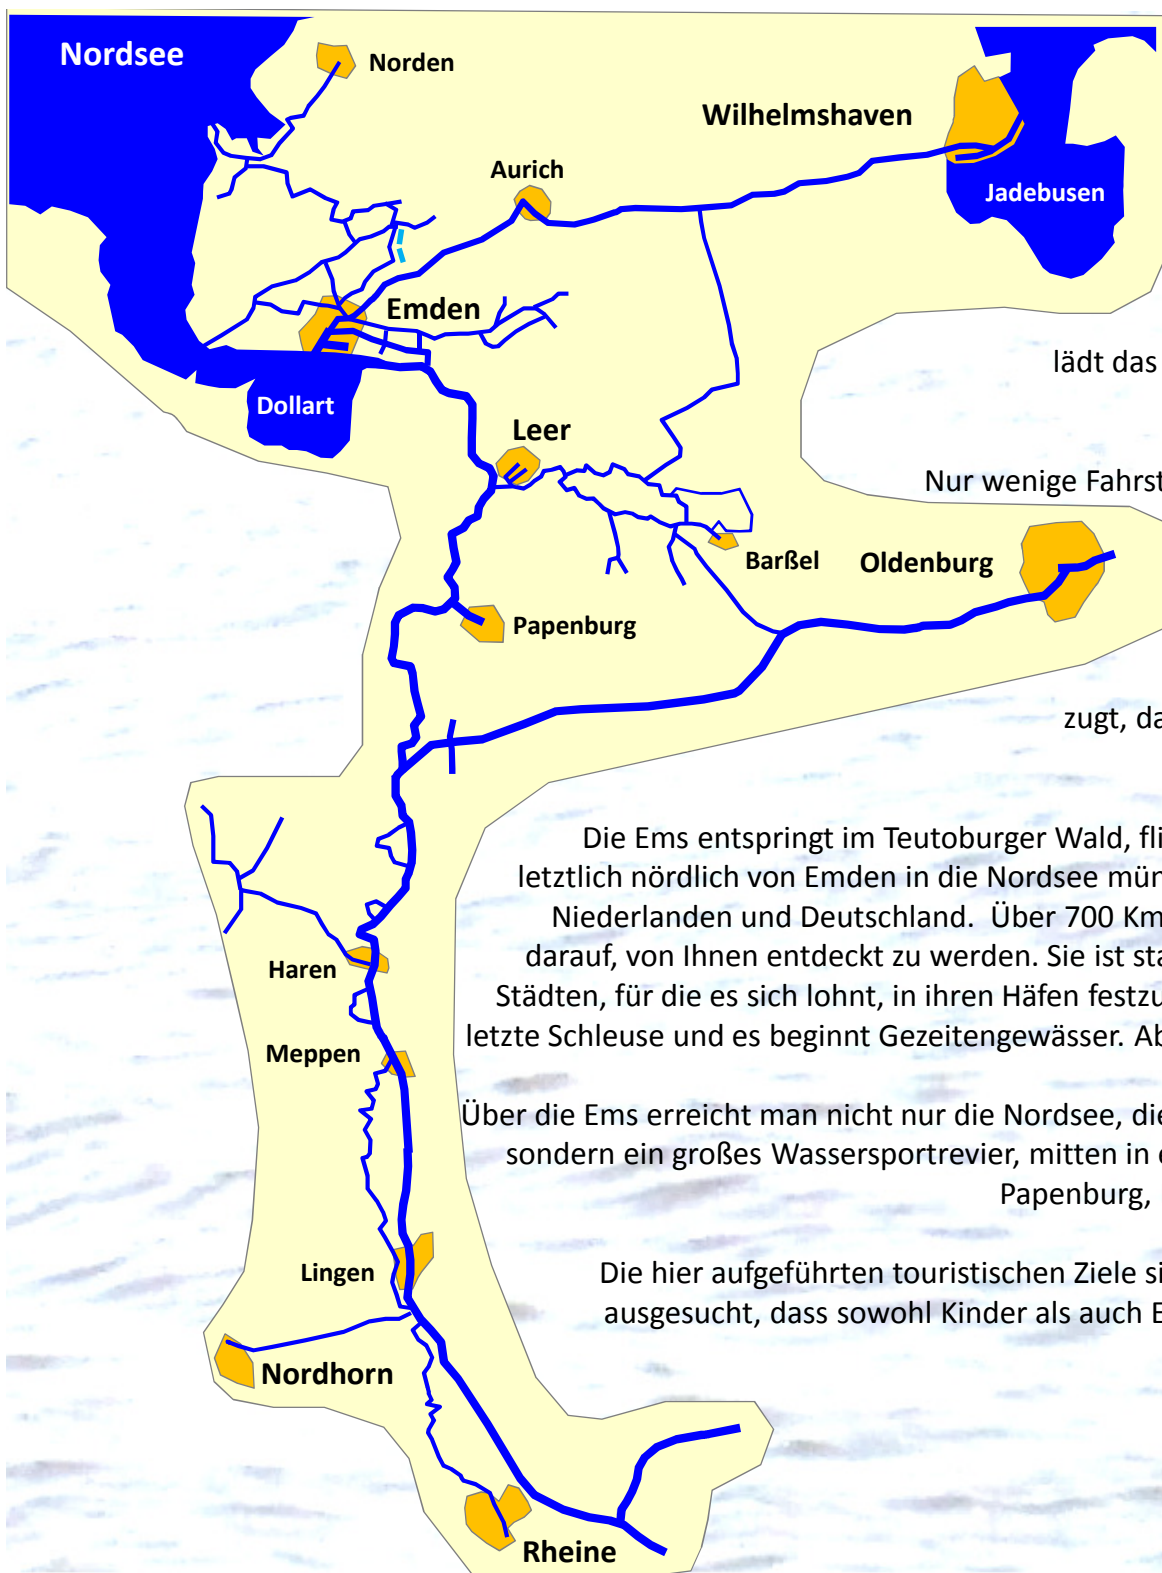 Nordsee
Norden
Wilhelmshaven
Aurich
Jadebusen
Emden
lädt das
Dollart
Leer
Nur wenige Fahrst
Barßel
Oldenburg
Papenburg
zugt, da
Die Ems entspringt im Teutoburger Wald, fli
letztlich nördlich von Emden in die Nordsee mün
Niederlanden und Deutschland.  Über 700 Km
darauf, von Ihnen entdeckt zu werden. Sie ist sta
Städten, für die es sich lohnt, in ihren Häfen festzu
letzte Schleuse und es beginnt Gezeitengewässer. Ab
Haren
Meppen
Über die Ems erreicht man nicht nur die Nordsee, die
sondern ein großes Wassersportrevier, mitten in
Papenburg,
Lingen
Die hier aufgeführten touristischen Ziele si
ausgesucht, dass sowohl Kinder als auch E
Nordhorn
Rheine